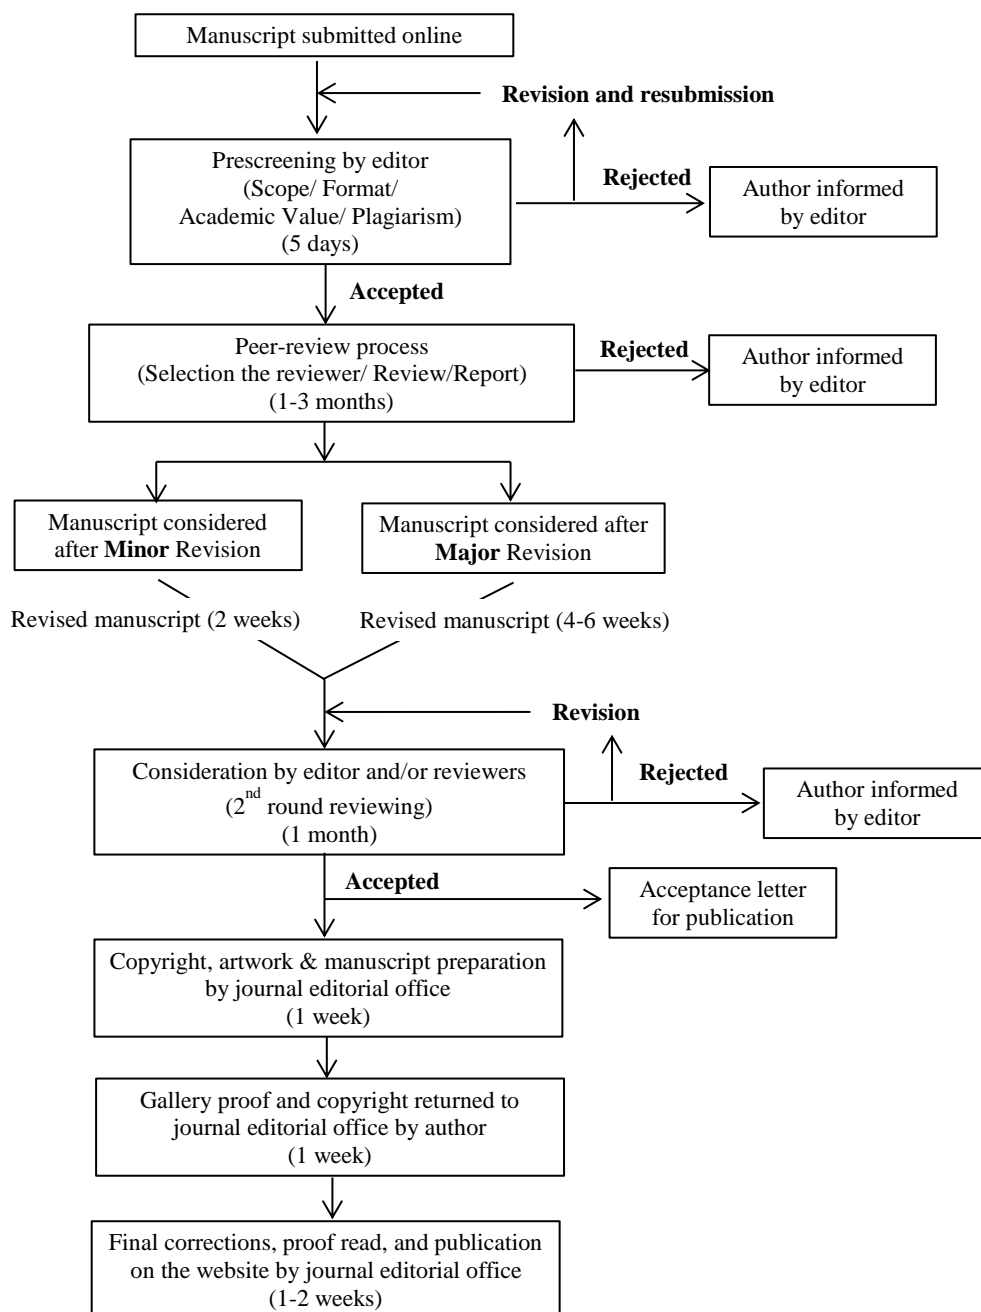 Manuscript submitted online
Revision and resubmission
Prescreening by editor
(Scope/ Format/
Academic Value/ Plagiarism)
(5 days)
Rejected
Author informed
by editor
Accepted
Peer-review process
(Selection the reviewer/ Review/Report)
(1-3 months)
Rejected
Author informed
by editor
Manuscript considered
after Minor Revision
Manuscript considered after
Major Revision
Revised manuscript (2 weeks)
Revised manuscript (4-6 weeks)
Revision
Consideration by editor and/or reviewers
(2nd round reviewing)
(1 month)
Rejected
Author informed
by editor
Accepted
Acceptance letter
for publication
Copyright, artwork & manuscript preparation
by journal editorial office
(1 week)
Gallery proof and copyright returned to
journal editorial office by author
(1 week)
Final corrections, proof read, and publication
on the website by journal editorial office
(1-2 weeks)